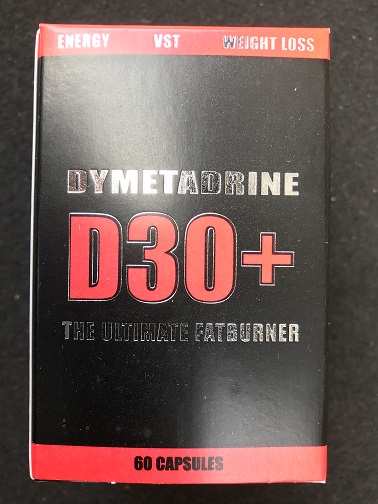 ENERGY VST WEIGHT LOSS
DYMETADRINE
D30+
THE ULTIMATE FATBURNER
60 CAPSULES